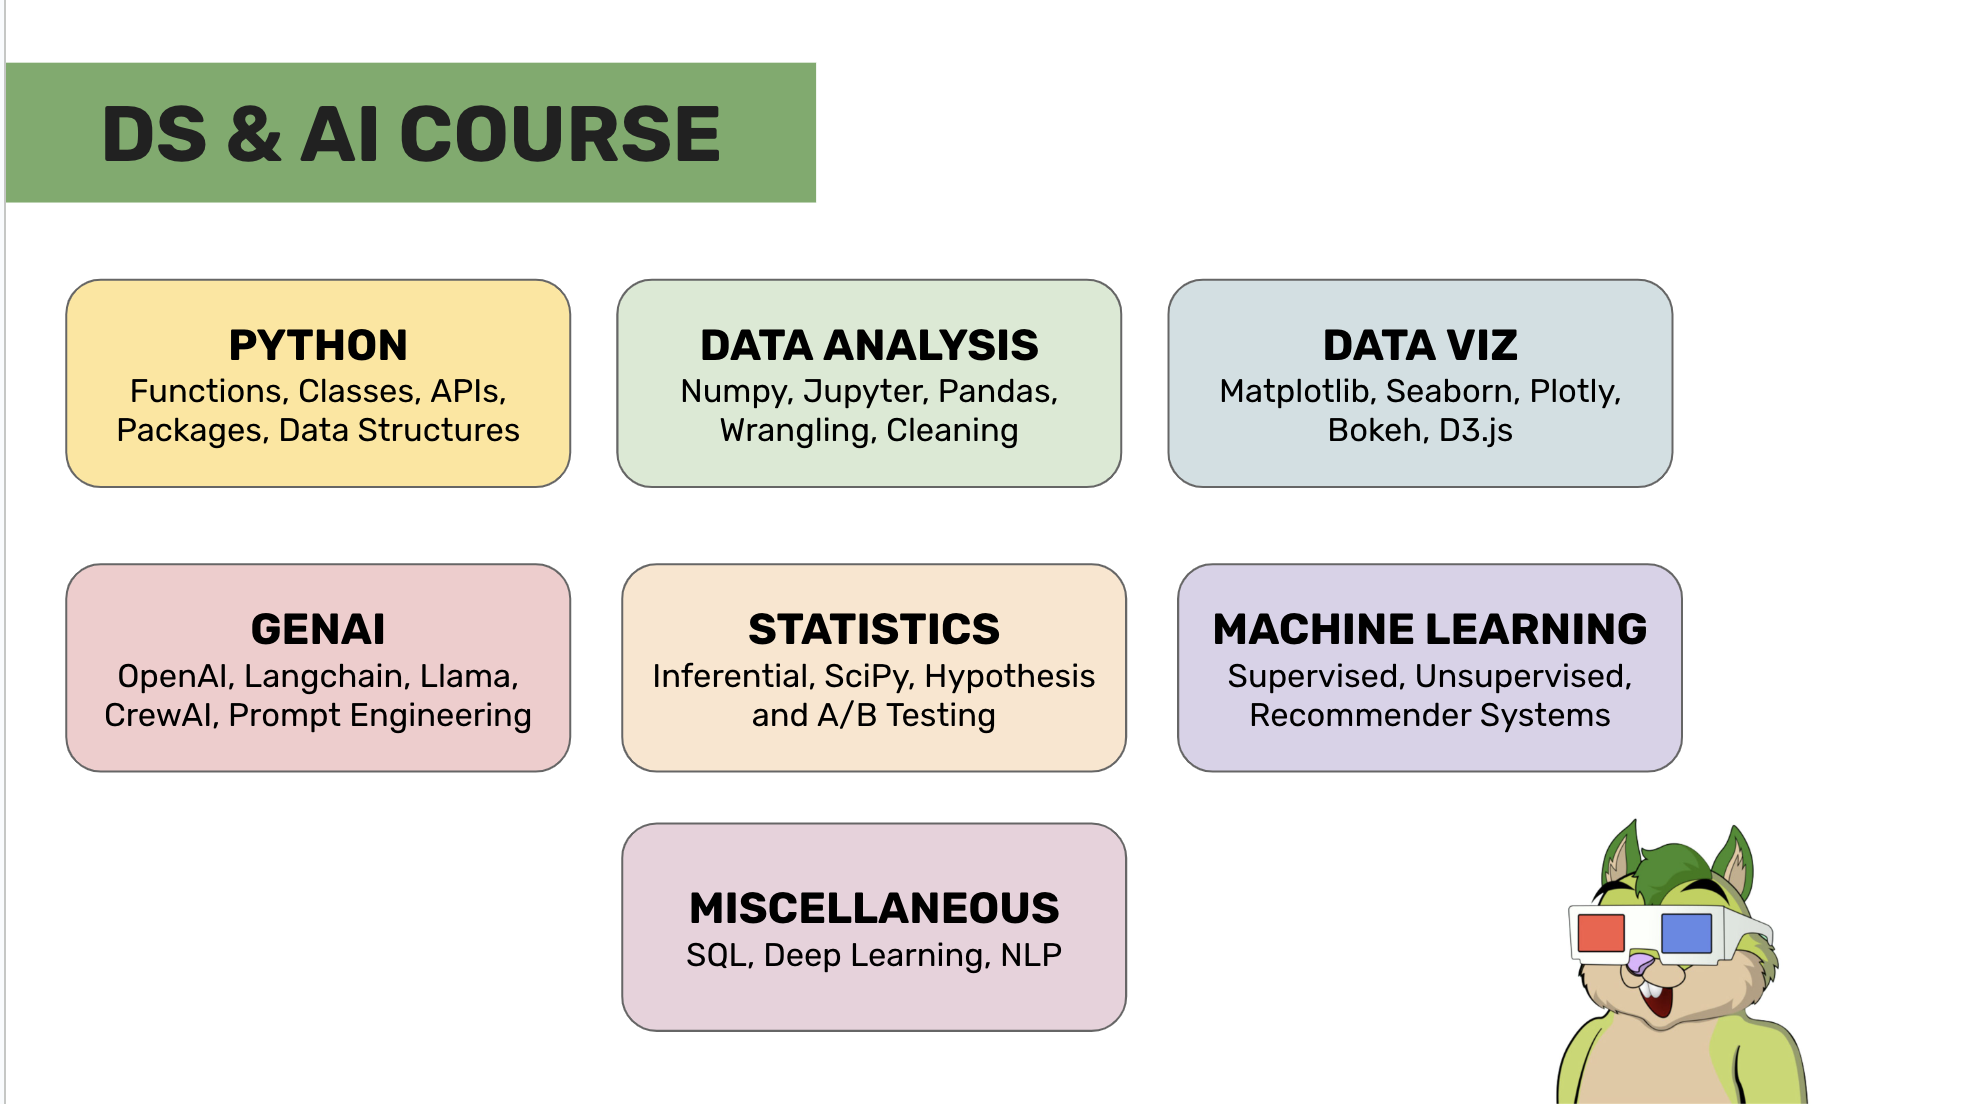 DS & AI COURSE
PYTHON
Functions, Classes, APIs,
Packages, Data Structures
DATA ANALYSIS
Numpy, Jupyter, Pandas,
Wrangling, Cleaning
DATA VIZ
Matplotlib, Seaborn, Plotly,
Bokeh, D3.js
GENAI
OpenAI, Langchain, Llama,
CrewAI, Prompt Engineering
STATISTICS
Inferential, SciPy, Hypothesis
and A/B Testing
MACHINE LEARNING
Supervised, Unsupervised,
Recommender Systems
MISCELLANEOUS
SQL, Deep Learning, NLP